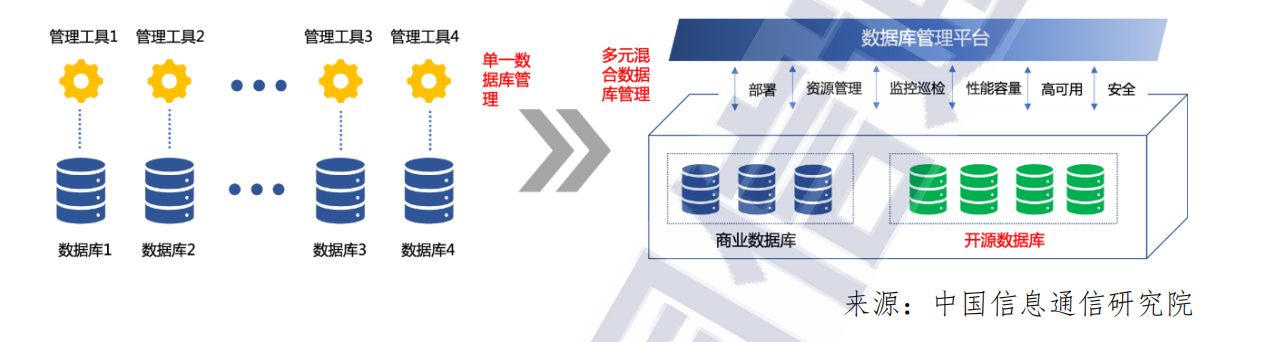 管理工具1
管理工具2
管理工具3
管理工具4
数据库1
数据库2
数据库3
数据库4
单一数
据库管
理
多元混
合数据
库管理
数据库管理平台
部署
资源管理
监控巡检
性能容量
高可用
安全
商业数据库
开源数据库
来源：中国信息通信研究院